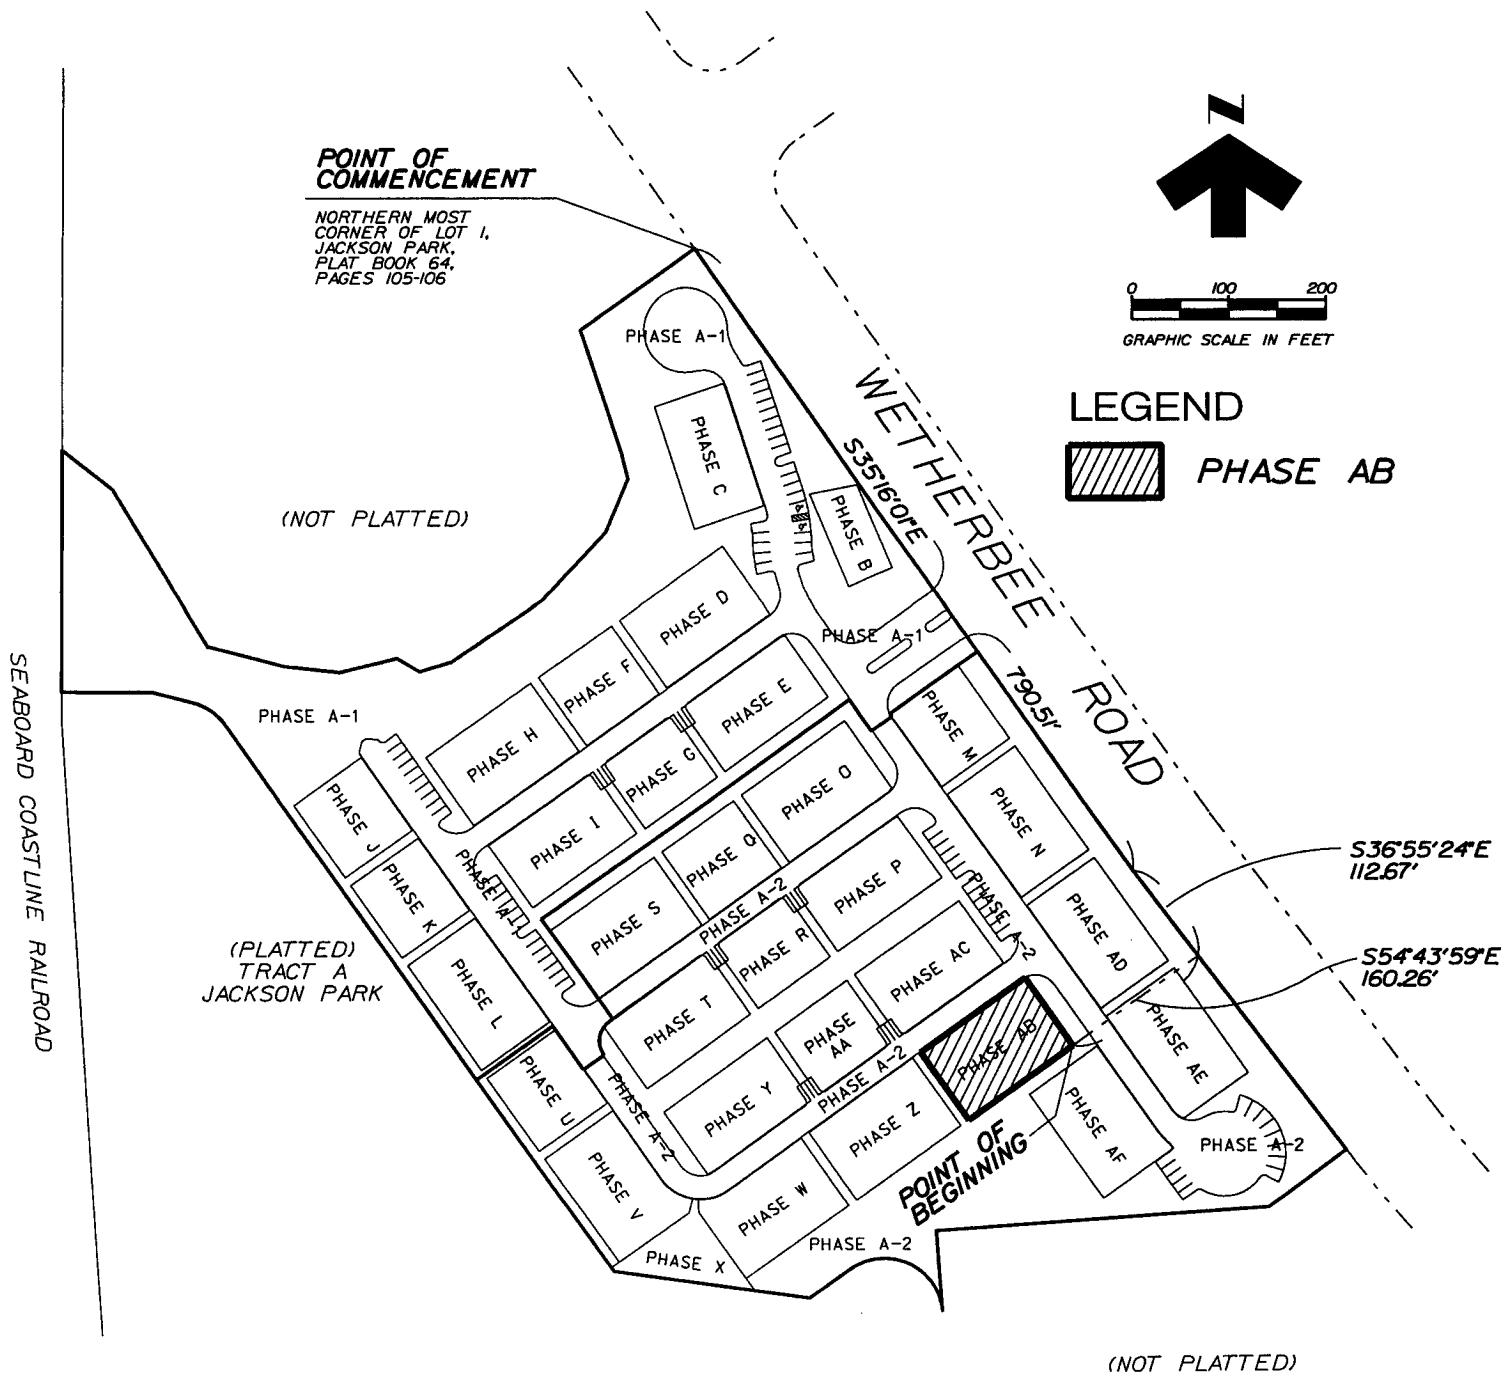 N
POINT OF
COMMENCEMENT
NORTHERN MOST
CORNER OF LOT 1,
JACKSON PARK,
PLAT BOOK 64,
PAGES 105-106
0 100 200
GRAPHIC SCALE IN FEET
LEGEND
PHASE AB
WETHERBEE ROAD
S35°16'01"E
790.51'
PHASE A-1
PHASE C
PHASE B
(NOT PLATTED)
PHASE D
PHASE A-1
PHASE F
PHASE E
PHASE H
PHASE G
PHASE M
PHASE A-1
PHASE J
PHASE I
PHASE O
PHASE N
PHASE Q
PHASE K
PHASE A-1
PHASE S
PHASE A-2
PHASE P
PHASE A-2
S36°55'24"E
112.67'
PHASE AD
S54°43'59"E
160.26'
SEABOARD COASTLINE RAILROAD
(PLATTED)
TRACT A
JACKSON PARK
PHASE L
PHASE T
PHASE R
PHASE AC
PHASE AA
PHASE AB
PHASE AE
PHASE U
PHASE A-2
PHASE Y
PHASE A-2
PHASE Z
PHASE AF
PHASE A-2
POINT OF
BEGINNING
PHASE V
PHASE W
PHASE X
PHASE A-2
(NOT PLATTED)